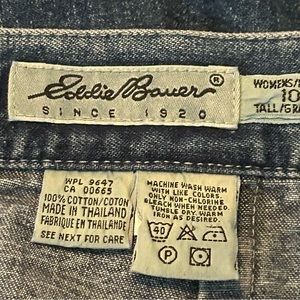 Eddie Bauer®
SINCE 1920
WOMENS/
10
TALL/
WPL 9647
CA 00665
100% COTTON/COTON
MADE IN THAILAND
FABRIQUE EN THAILANDE
SEE NEXT FOR CARE
MACHINE WASH WARM
WITH LIKE COLORS.
ONLY NON-CHLORINE
BLEACH WHEN NEEDED.
TUMBLE DRY. WARM
IRON AS DESIRED.
40
P